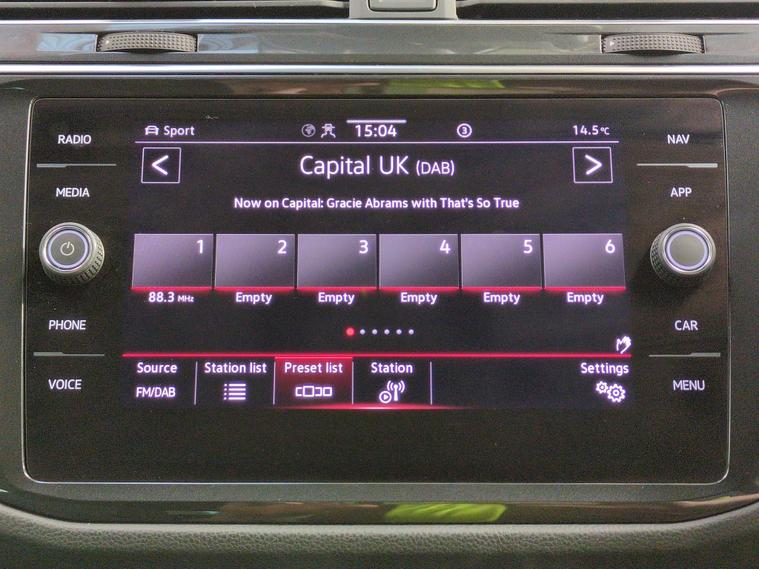 Sport 15:04 3 14.5°C
RADIO
MEDIA
PHONE
VOICE
< Capital UK (DAB) >
Now on Capital: Gracie Abrams with That's So True
1 2 3 4 5 6
88.3 MHz Empty Empty Empty Empty Empty
Source Station list Preset list Station Settings
FM/DAB
NAV
APP
CAR
MENU